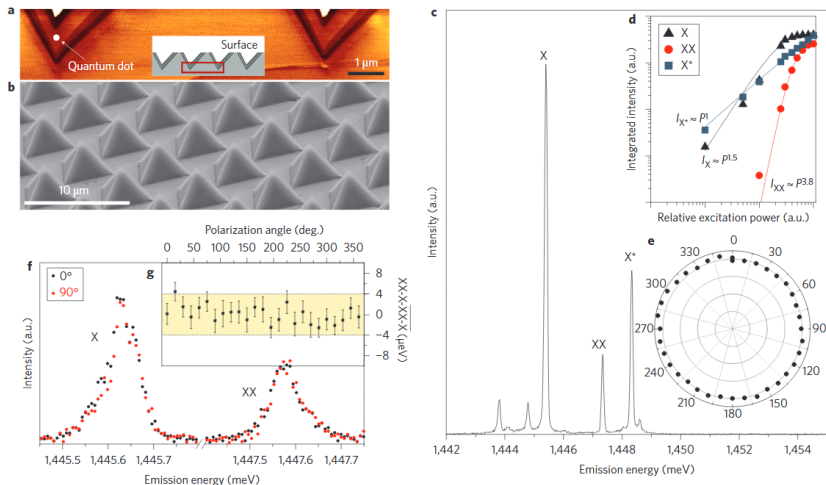 a
Quantum dot
Surface
1 μm
b
10 μm
c
Intensity (a.u.)
X
XX
X*
1,442
1,444
1,446
1,448
1,450
1,452
1,454
Emission energy (meV)
d
X
XX
X*
Integrated intensity (a.u.)
I_X* ≈ P^1
I_X ≈ P^1.5
I_XX ≈ P^3.8
Relative excitation power (a.u.)
e
0
30
60
90
120
150
180
210
240
270
300
330
f
0°
90°
X
XX
Intensity (a.u.)
1,445.5
1,445.6
1,445.7
1,447.5
1,447.6
1,447.7
Emission energy (meV)
g
Polarization angle (deg.)
0
50
100
150
200
250
300
350
8
4
0
−4
−8
XX-X-XX-X (μeV)